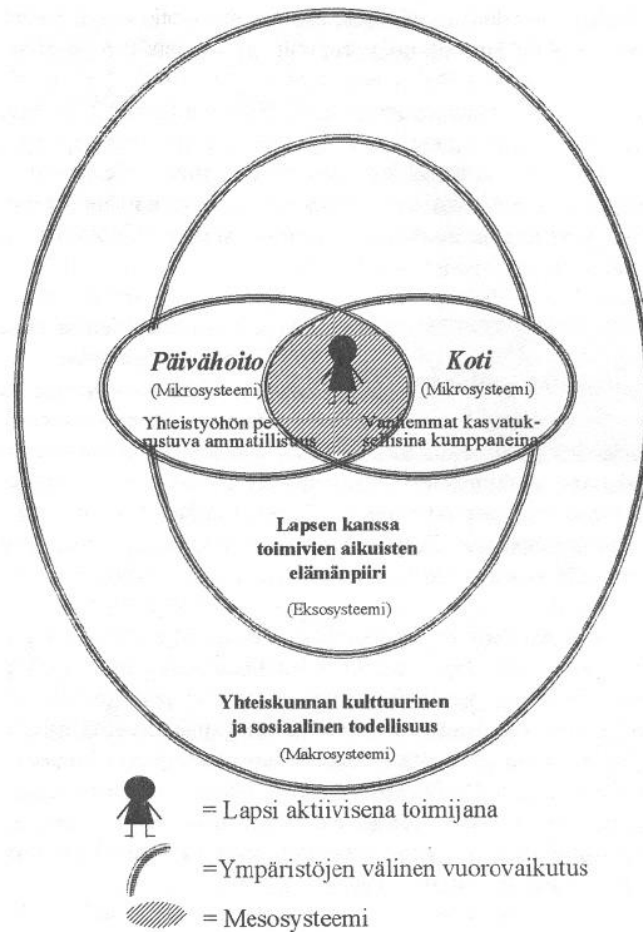 Päivähoito
(Mikrosysteemi)
Yhteistyöhön pe-
rustuva ammatillisuus
Koti
(Mikrosysteemi)
Vanhemmat kasvatuk-
sellisina kumppaneina
Lapsen kanssa
toimivien aikuisten
elämänpiiri
(Eksosysteemi)
Yhteiskunnan kulttuurinen
ja sosiaalinen todellisuus
(Makrosysteemi)
= Lapsi aktiivisena toimijana
=Ympäristöjen välinen vuorovaikutus
= Mesosysteemi